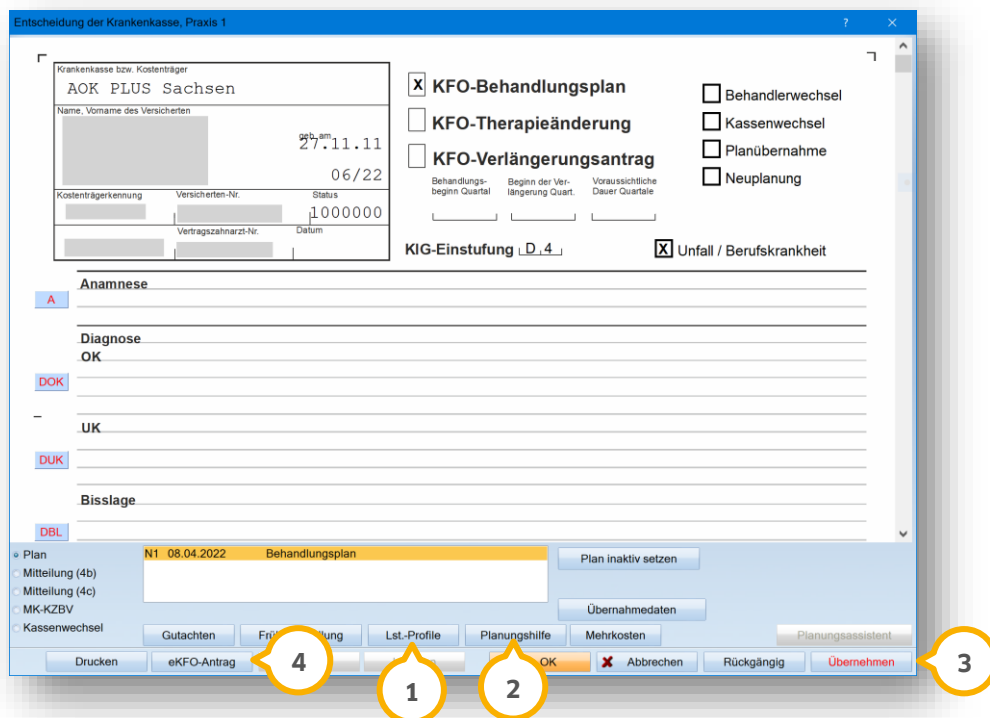 Entscheidung der Krankenkasse, Praxis 1 ?
Krankenkasse bzw. Kostenträger
AOK PLUS Sachsen
Name, Vorname des Versicherten
geb. am
27.11.11
06/22
Kostenträgerkennung Versicherten-Nr. Status
1000000
Vertragszahnarzt-Nr. Datum
X KFO-Behandlungsplan
KFO-Therapieänderung
KFO-Verlängerungsantrag
Behandlungs- Beginn der Ver- Voraussichtliche
beginn Quartal längerung Quart. Dauer Quartale
KIG-Einstufung D 4 X Unfall / Berufskrankheit
Behandlerwechsel
Kassenwechsel
Planübernahme
Neuplanung
Anamnese
A
Diagnose
OK
DOK
UK
DUK
Bisslage
DBL
Plan
Mitteilung (4b)
Mitteilung (4c)
MK-KZBV
Kassenwechsel
N1 08.04.2022 Behandlungsplan
Plan inaktiv setzen
Übernahmedaten
Gutachten Lst.-Profile Planungshilfe Mehrkosten Planungsassistent
Drucken eKFO-Antrag OK Abbrechen Rückgängig Übernehmen
4
1
2
3